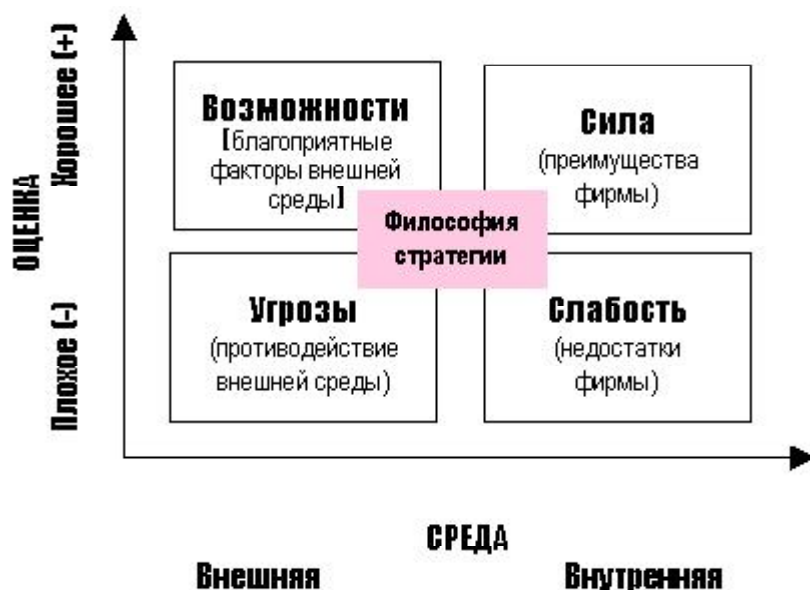 ОЦЕНКА
Хорошее (+)
Плохое (-)
Возможности
[благоприятные
факторы внешней
среды]
Сила
(преимущества
фирмы)
Философия
стратегии
Угрозы
(противодействие
внешней среды)
Слабость
(недостатки
фирмы)
СРЕДА
Внешняя
Внутренняя